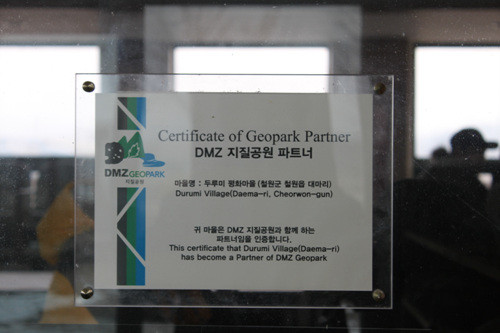 Certificate of Geopark Partner
DMZ 지질공원 파트너
DMZ GEOPARK
지질공원
마을명 : 두루미 평화마을 (철원군 철원읍 대마리)
Durumi Village(Daema-ri, Cheorwon-gun)
귀 마을은 DMZ 지질공원과 함께 하는
파트너임을 인증합니다.
This certificate that Durumi Village(Daema-ri)
has become a Partner of DMZ Geopark